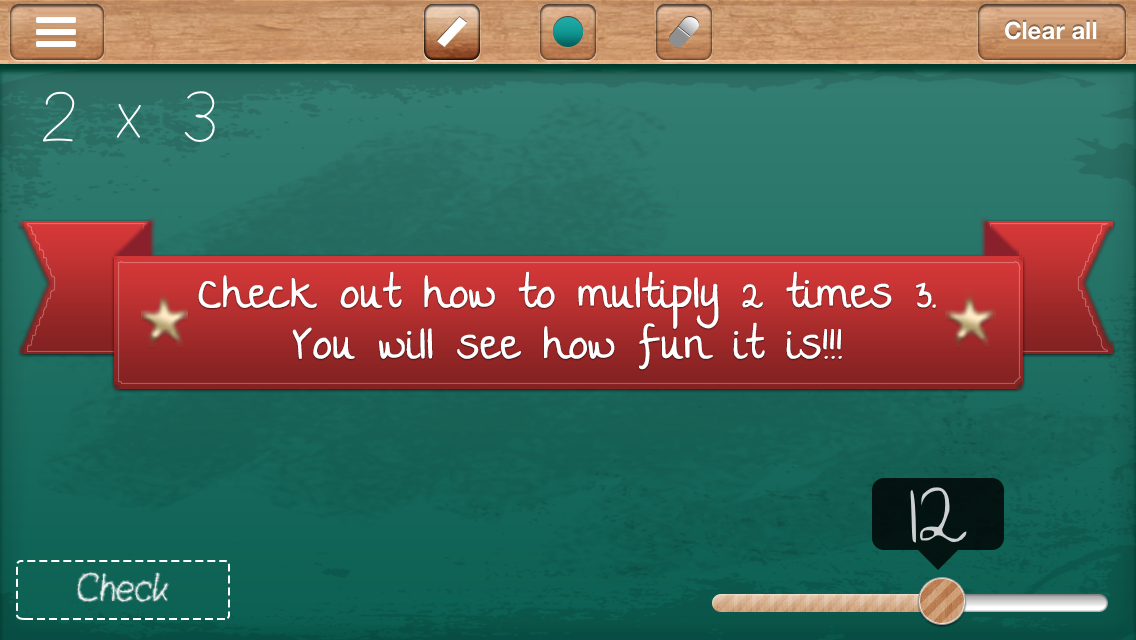 Clear all
2 x 3
Check out how to multiply 2 times 3.
You will see how fun it is!!!
12
Check